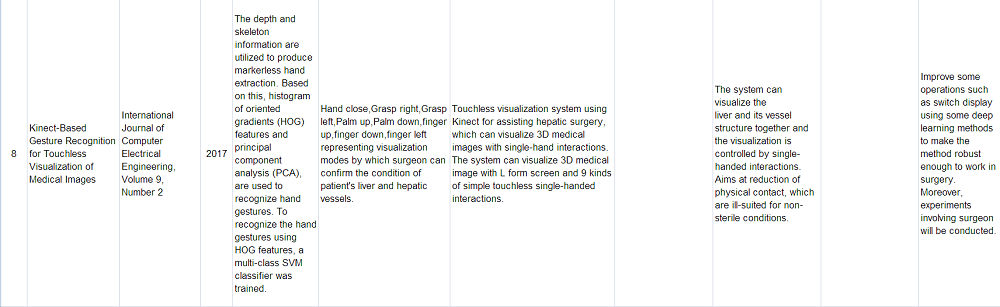 8
Kinect-Based
Gesture Recognition
for Touchless
Visualization of
Medical Images
International
Journal of
Computer
Electrical
Engineering,
Volume 9,
Number 2
2017
The depth and
skeleton
information are
utilized to produce
markerless hand
extraction. Based
on this, histogram
of oriented
gradients (HOG)
features and
principal
component
analysis (PCA),
are used to
recognize hand
gestures. To
recognize the hand
gestures using
HOG features, a
multi-class SVM
classifier was
trained.
Hand close,Grasp right,Grasp
left,Palm up,Palm down,finger
up,finger down,finger left
representing visualization
modes by which surgeon can
confirm the condition of
patient's liver and hepatic
vessels.
Touchless visualization system using
Kinect for assisting hepatic surgery,
which can visualize 3D medical
images with single-hand interactions.
The system can visualize 3D medical
image with L form screen and 9 kinds
of simple touchless single-handed
interactions.
The system can
visualize the
liver and its vessel
structure together and
the visualization is
controlled by single-
handed interactions.
Aims at reduction of
physical contact, which
are ill-suited for non-
sterile conditions.
Improve some
operations such
as switch display
using some deep
learning methods
to make the
method robust
enough to work in
surgery.
Moreover,
experiments
involving surgeon
will be conducted.